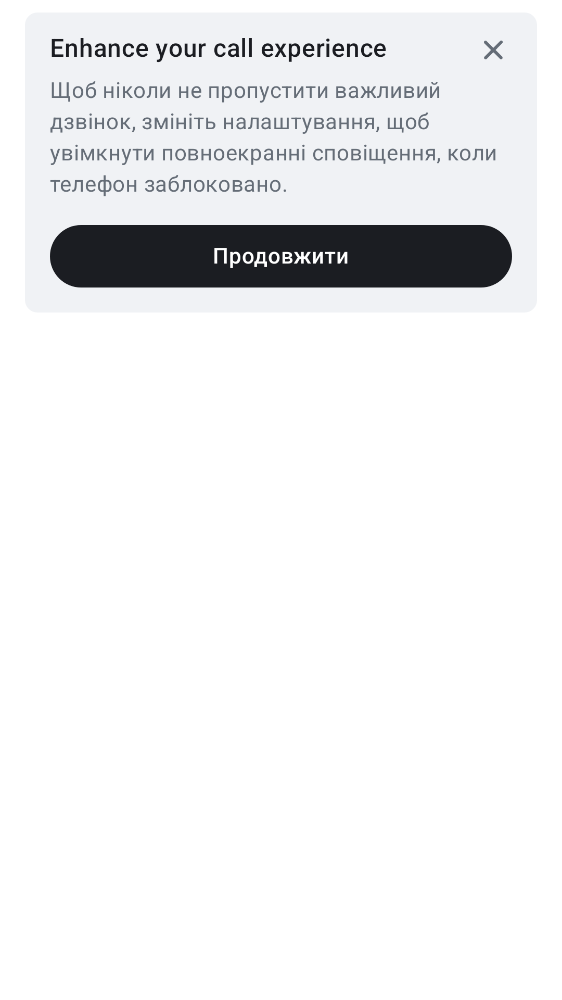 Enhance your call experience
Щоб ніколи не пропустити важливий
дзвінок, змініть налаштування, щоб
увімкнути повноекранні сповіщення, коли
телефон заблоковано.
Продовжити